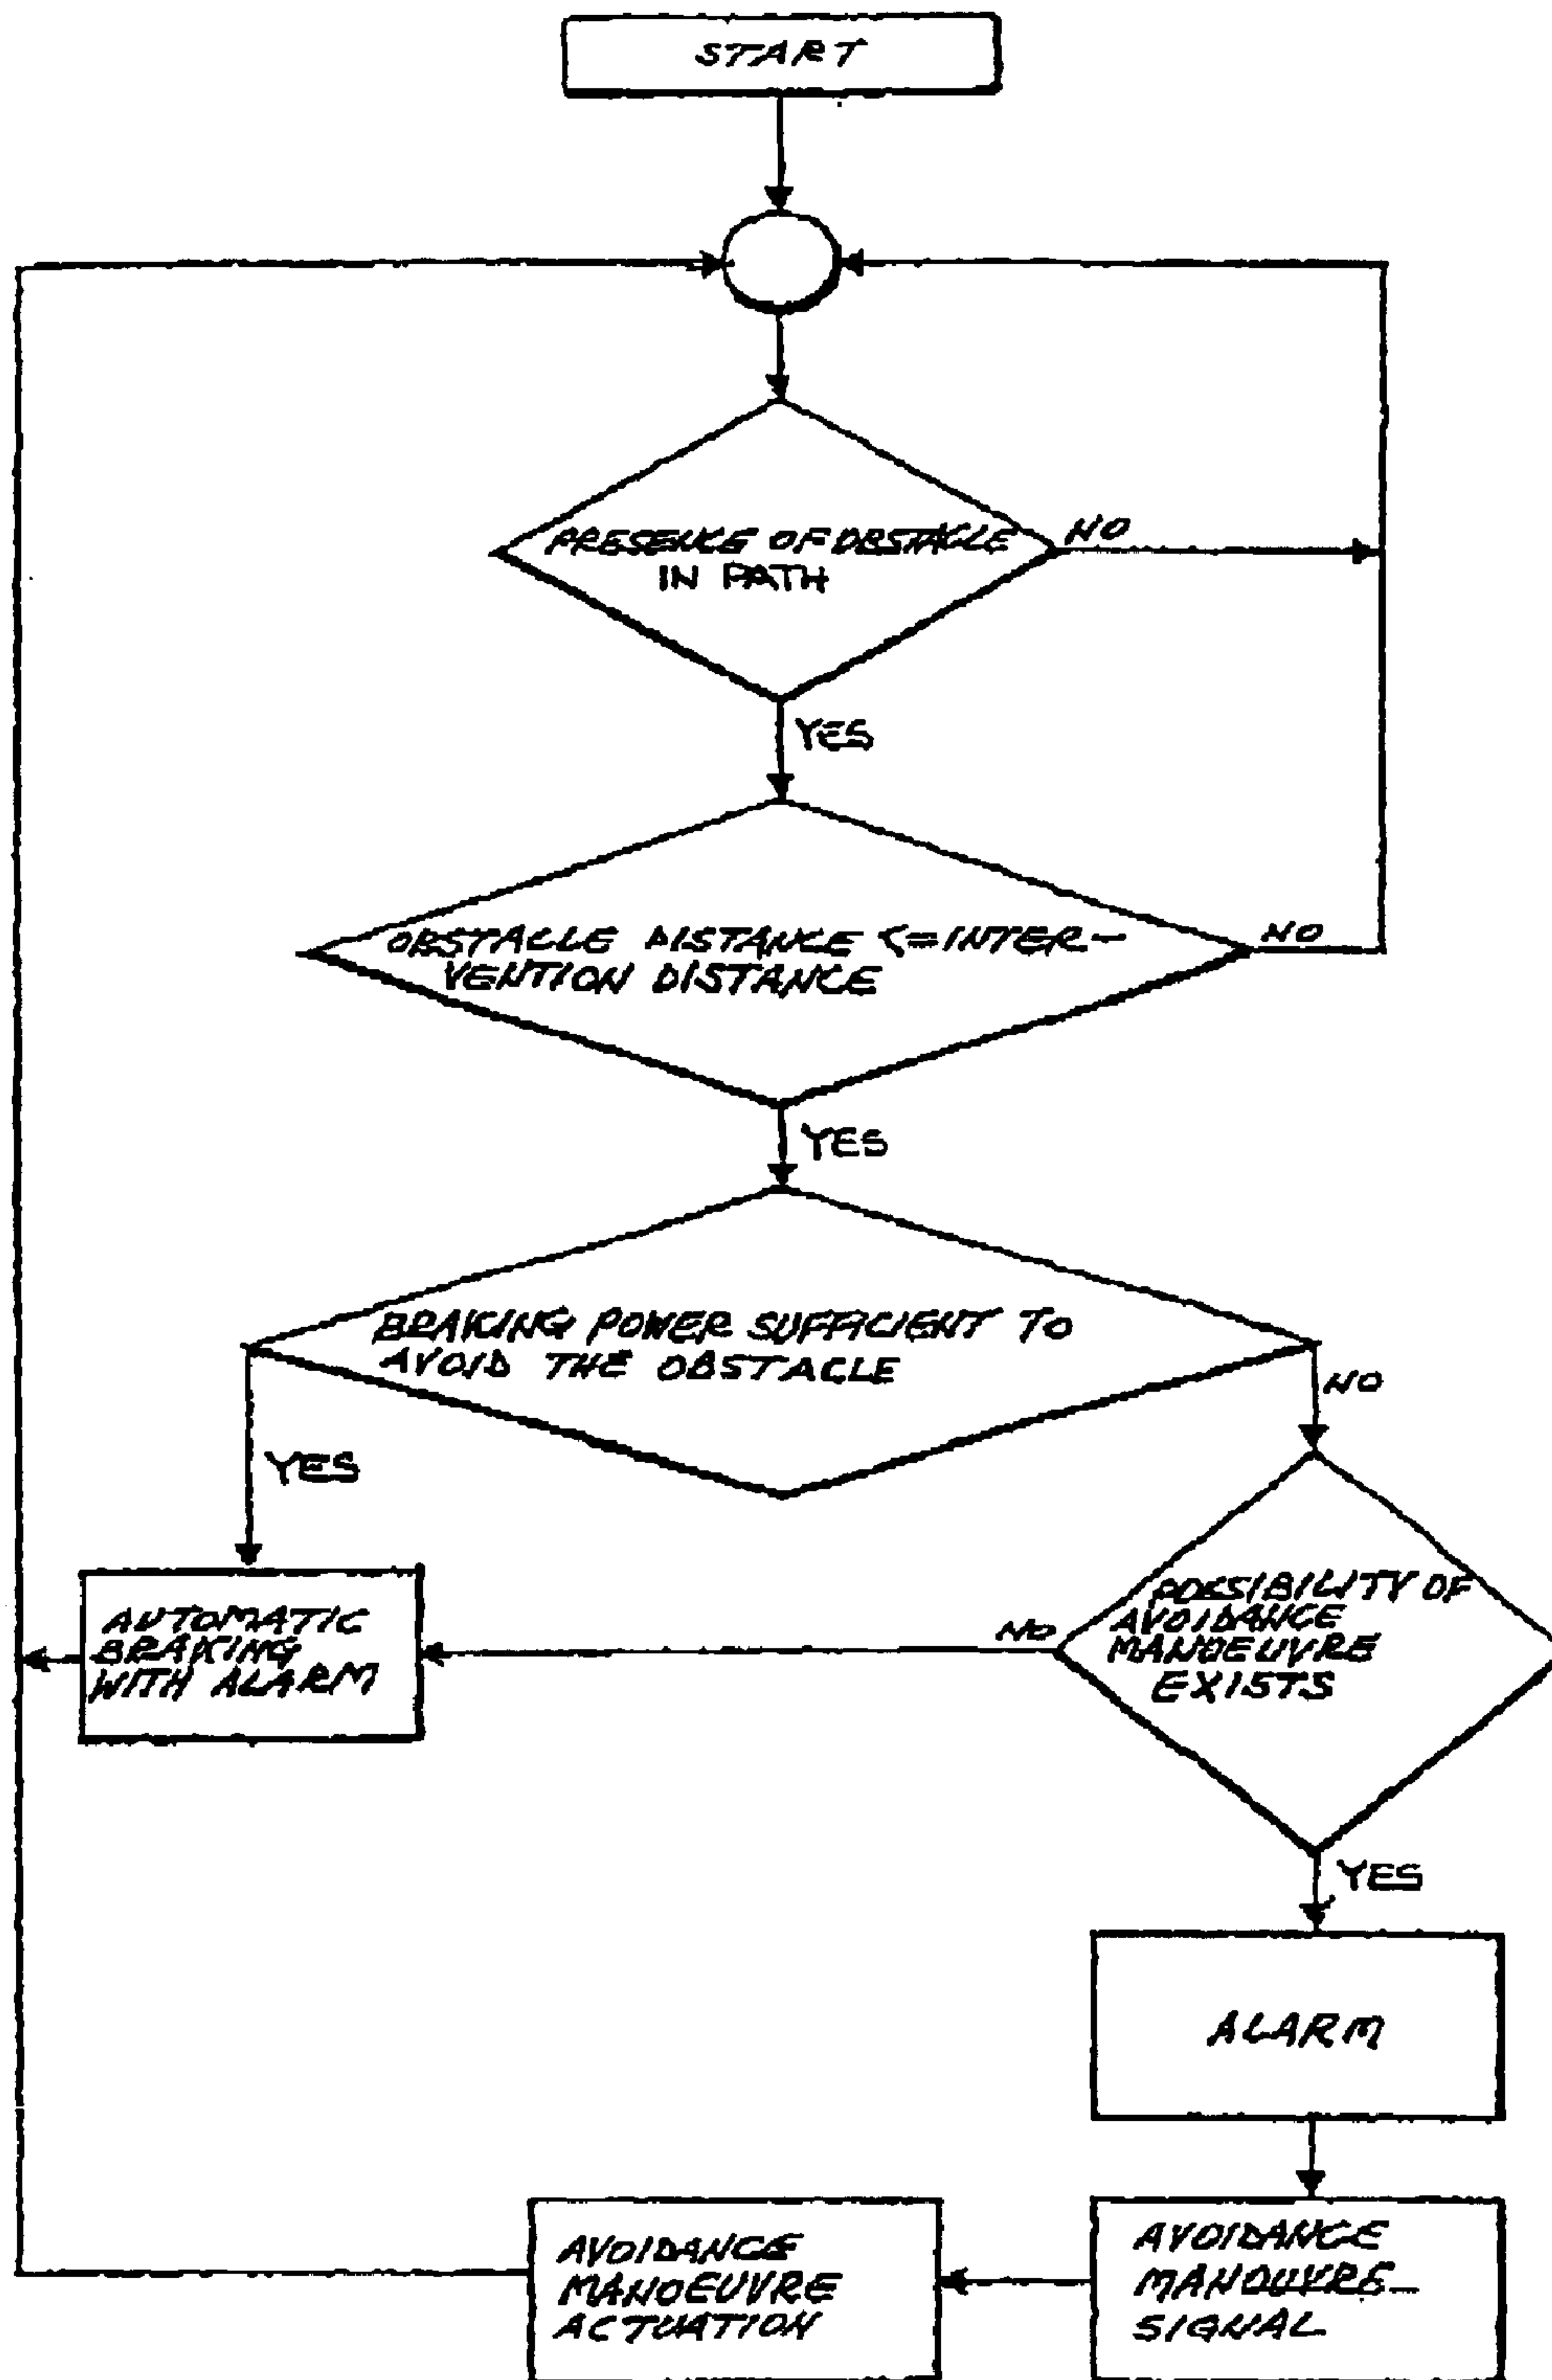 START
PRESENCE OF OBSTACLE
IN PATH
NO
YES
OBSTACLE DISTANCE <=INTER-
VENTION DISTANCE
NO
YES
BRAKING POWER SUFFICIENT TO
AVOID THE OBSTACLE
NO
YES
AUTOMATIC
BRAKING
WITH ALARM
NO
POSSIBILITY OF
AVOIDANCE
MANOEUVRE
EXISTS
YES
ALARM
AVOIDANCE
MANOEUVRE
ACTUATION
AVOIDANCE
MANOUVRE
SIGNAL